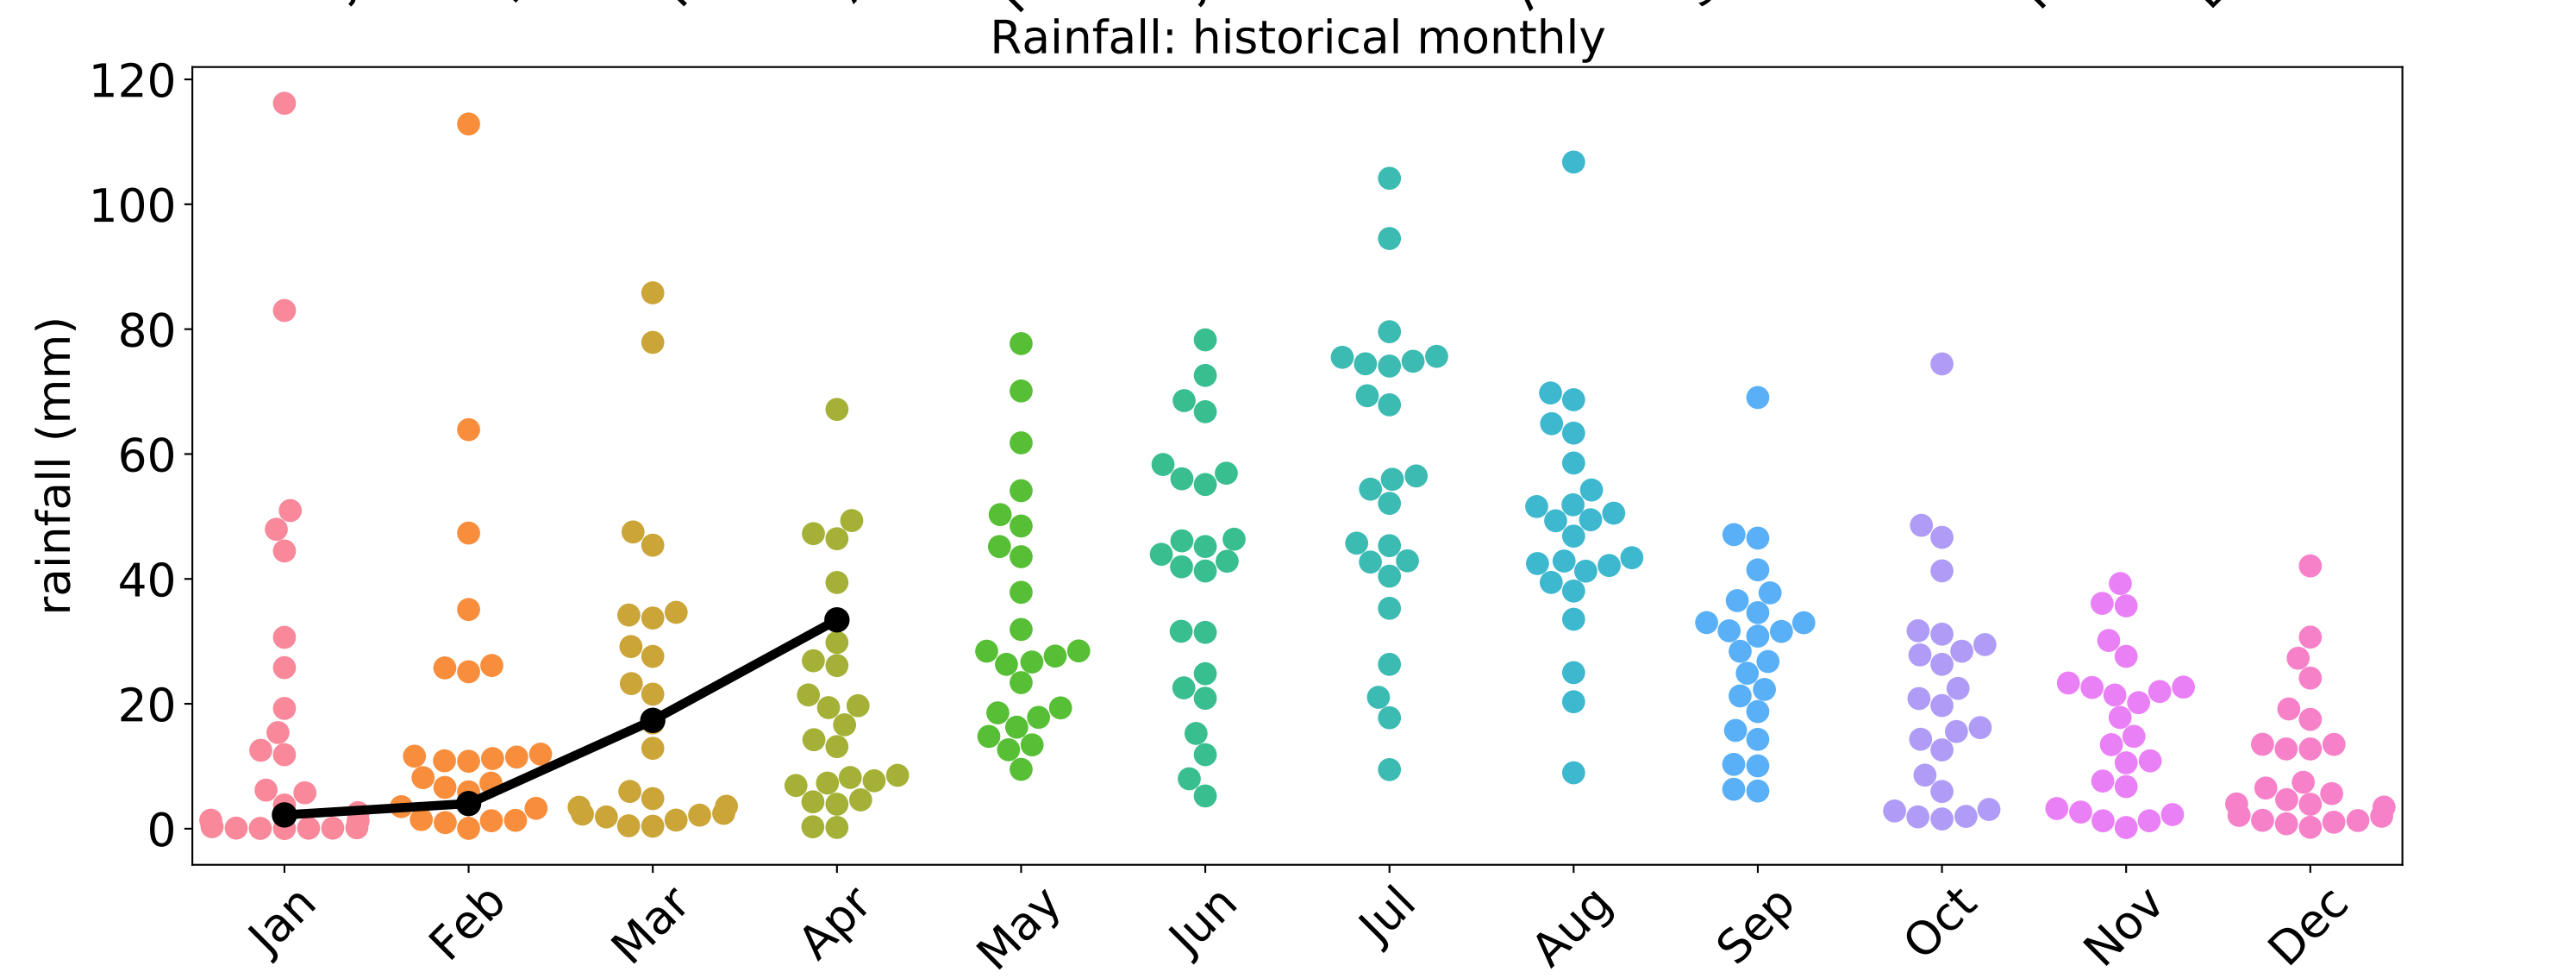 Rainfall: historical monthly
120
100
80
60
40
20
0
rainfall (mm)
Jan
Feb
Mar
Apr
May
Jun
Jul
Aug
Sep
Oct
Nov
Dec